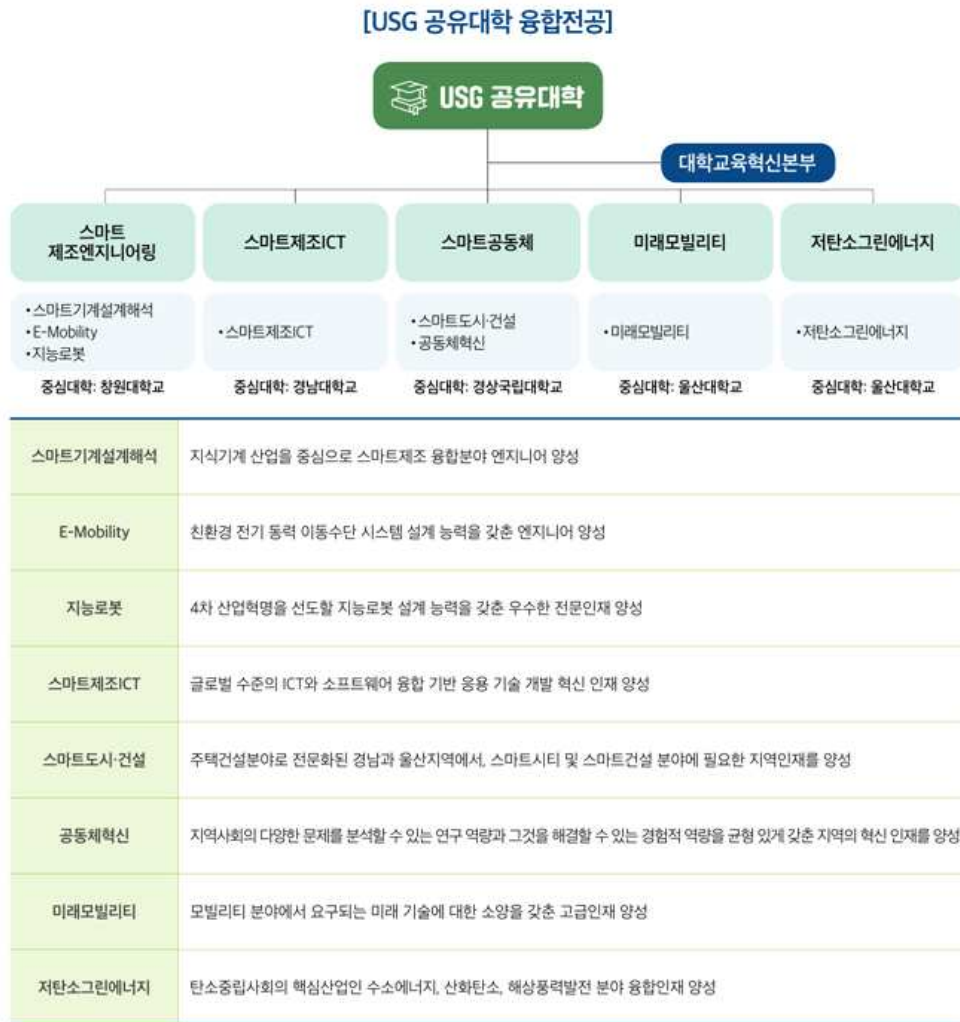 [USG 공유대학 융합전공]
USG 공유대학
대학교육혁신본부
스마트
제조엔지니어링
스마트제조ICT
스마트공동체
미래모빌리티
저탄소그린에너지
•스마트기계설계해석
•E-Mobility
•지능로봇
•스마트제조ICT
•스마트도시·건설
•공동체혁신
•미래모빌리티
•저탄소그린에너지
중심대학: 창원대학교
중심대학: 경남대학교
중심대학: 경상국립대학교
중심대학: 울산대학교
중심대학: 울산대학교
스마트기계설계해석 지식기계 산업을 중심으로 스마트제조 융합분야 엔지니어 양성
E-Mobility 친환경 전기 동력 이동수단 시스템 설계 능력을 갖춘 엔지니어 양성
지능로봇 4차 산업혁명을 선도할 지능로봇 설계 능력을 갖춘 우수한 전문인재 양성
스마트제조ICT 글로벌 수준의 ICT와 소프트웨어 융합 기반 응용 기술 개발 혁신 인재 양성
스마트도시·건설 주택건설분야로 전문화된 경남과 울산지역에서, 스마트시티 및 스마트건설 분야에 필요한 지역인재를 양성
공동체혁신 지역사회의 다양한 문제를 분석할 수 있는 연구 역량과 그것을 해결할 수 있는 경험적 역량을 균형 있게 갖춘 지역의 혁신 인재를 양성
미래모빌리티 모빌리티 분야에서 요구되는 미래 기술에 대한 소양을 갖춘 고급인재 양성
저탄소그린에너지 탄소중립사회의 핵심산업인 수소에너지, 산화탄소, 해상풍력발전 분야 융합인재 양성